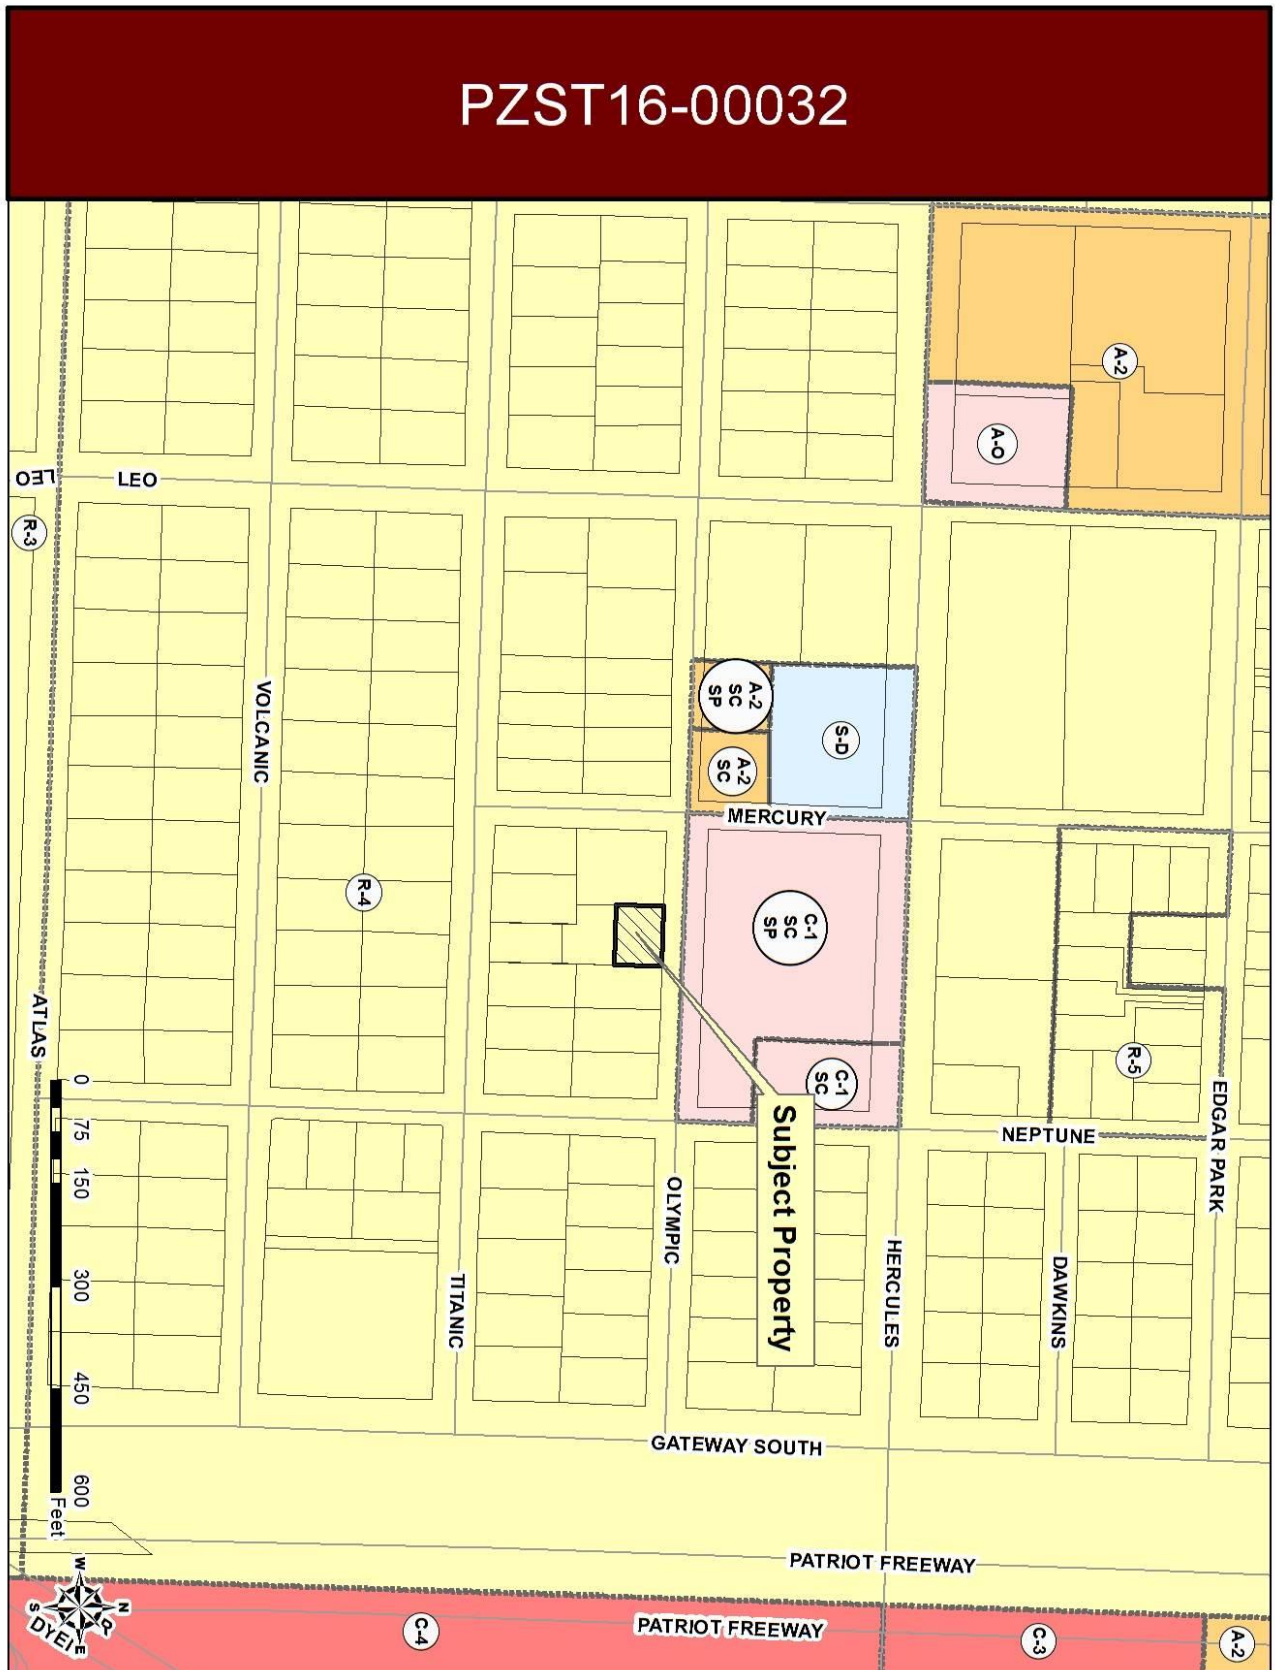 PZST16-00032
A-2
A-O
LEO
LEO
R-3
A-2
SC
SP
S-D
A-2
SC
VOLCANIC
MERCURY
R-4
C-1
SC
SP
ATLAS
C-1
SC
R-5
EDGAR PARK
NEPTUNE
Subject Property
OLYMPIC
HERCULES
DAWKINS
TITANIC
0 75 150 300 450 600
Feet
GATEWAY SOUTH
PATRIOT FREEWAY
PATRIOT FREEWAY
W
N
S
E
DYE
R
C-4
C-3
A-2